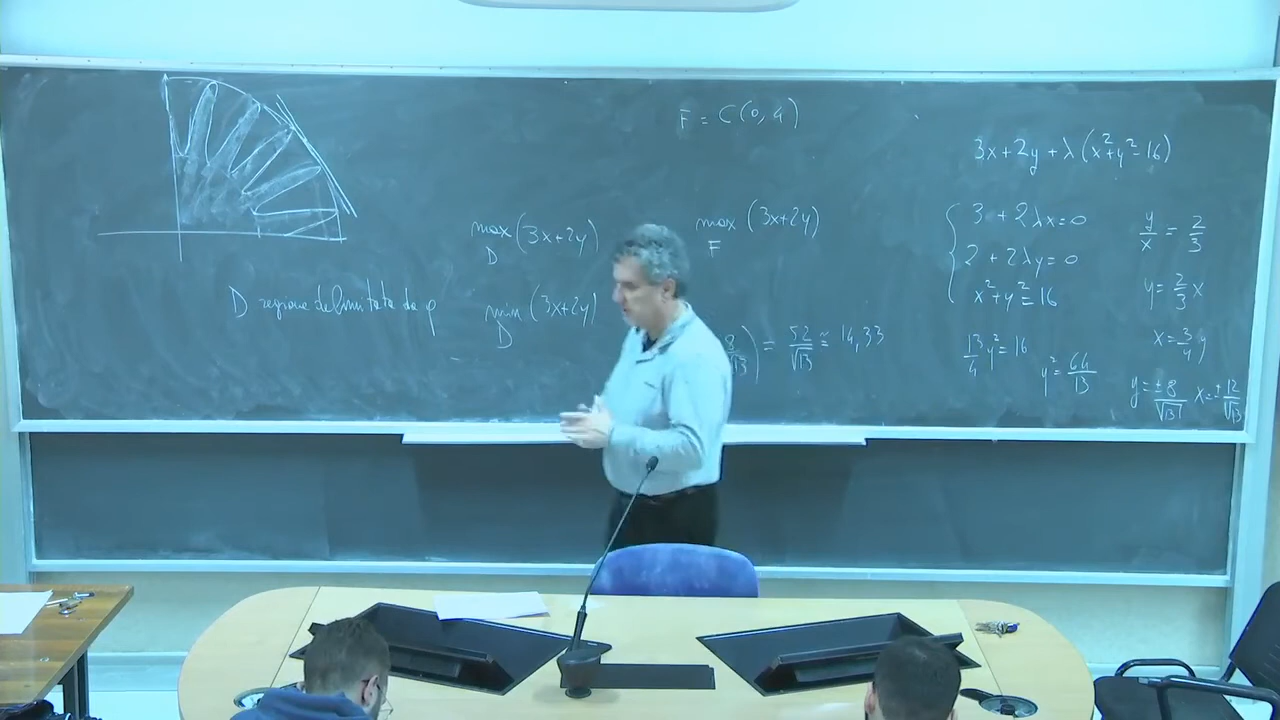 F = C(0,4)
3x+2y+λ(x²+y²-16)
max (3x+2y)
D
max (3x+2y)
F
D regione delimitata da φ
min (3x+2y)
D
8/√13) = 52/√13 ≅ 14,33
3 + 2λx=0
2 + 2λy=0
x²+y²=16
13/4 y²=16
y²=64/13
y/x = 2/3
y=2/3 x
x=3/4 y
y=±8/√13 x=±12/√13